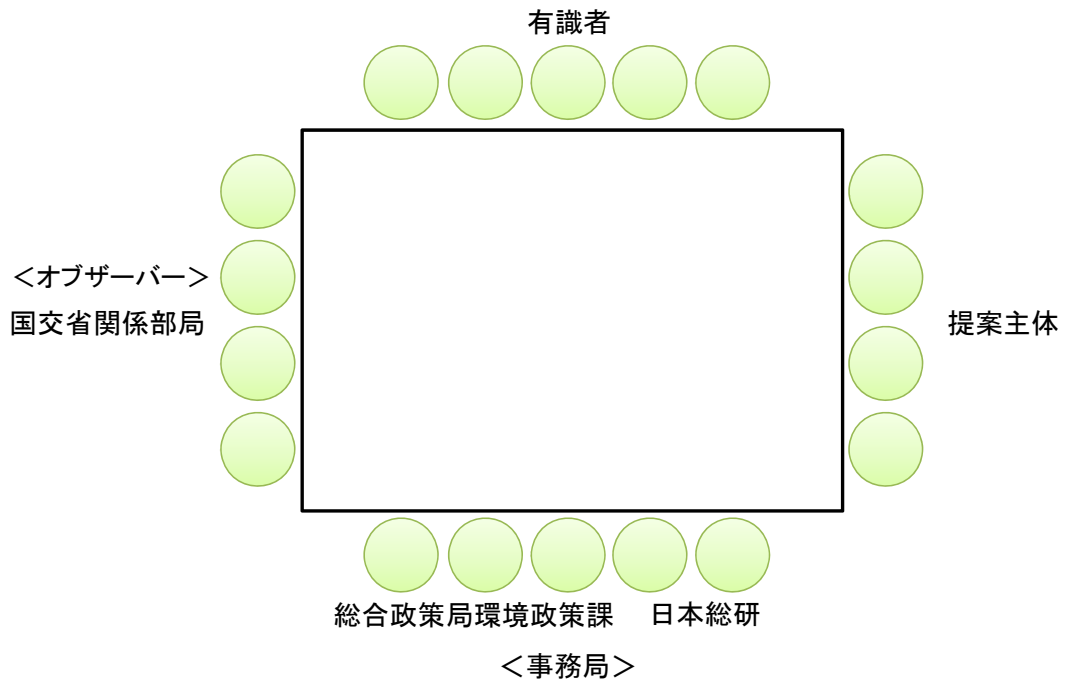 有識者
＜オブザーバー＞
国交省関係部局
提案主体
総合政策局環境政策課 日本総研
＜事務局＞